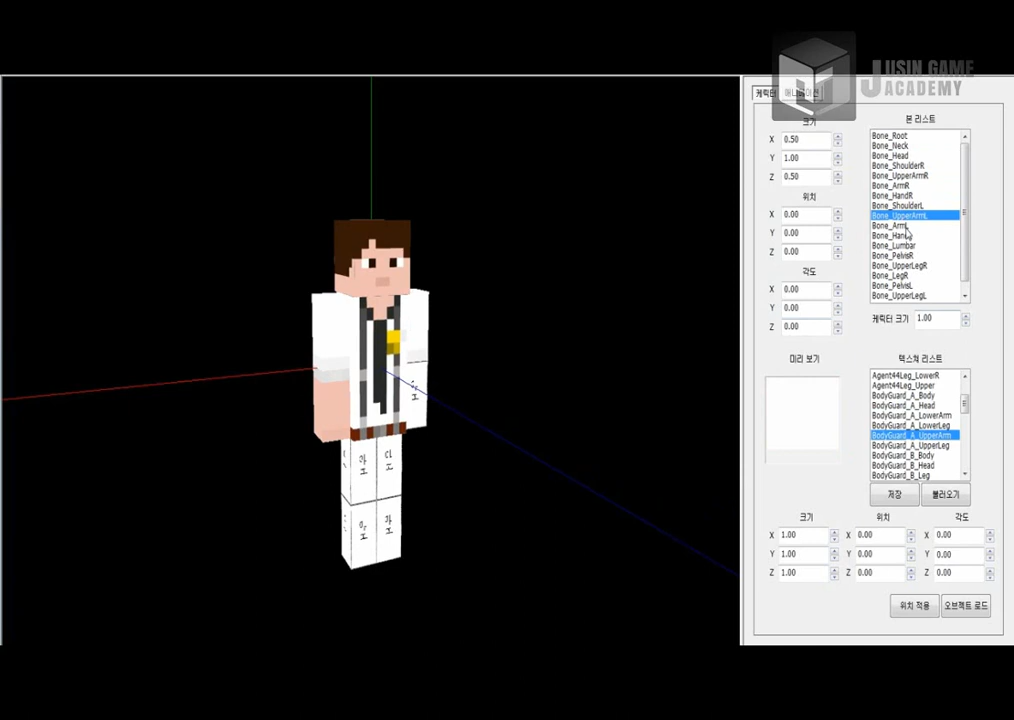 JUSIN GAME
ACADEMY
케릭터
애니메이션
크기
X 0.50
Y 1.00
Z 0.50
위치
X 0.00
Y 0.00
Z 0.00
각도
X 0.00
Y 0.00
Z 0.00
본 리스트
Bone_Root
Bone_Neck
Bone_Head
Bone_ShoulderR
Bone_UpperArmR
Bone_ArmR
Bone_HandR
Bone_ShoulderL
Bone_UpperArmL
Bone_ArmL
Bone_HandL
Bone_Lumbar
Bone_PelvisR
Bone_UpperLegR
Bone_LegR
Bone_PelvisL
Bone_UpperLegL
케릭터 크기 1.00
미리 보기
텍스쳐 리스트
Agent44Leg_LowerR
Agent44Leg_Upper
BodyGuard_A_Body
BodyGuard_A_Head
BodyGuard_A_LowerArm
BodyGuard_A_LowerLeg
BodyGuard_A_UpperArm
BodyGuard_A_UpperLeg
BodyGuard_B_Body
BodyGuard_B_Head
BodyGuard_B_Leg
저장 불러오기
크기 위치 각도
X 1.00 X 0.00 X 0.00
Y 1.00 Y 0.00 Y 0.00
Z 1.00 Z 0.00 Z 0.00
위치 적용 오브젝트 로드